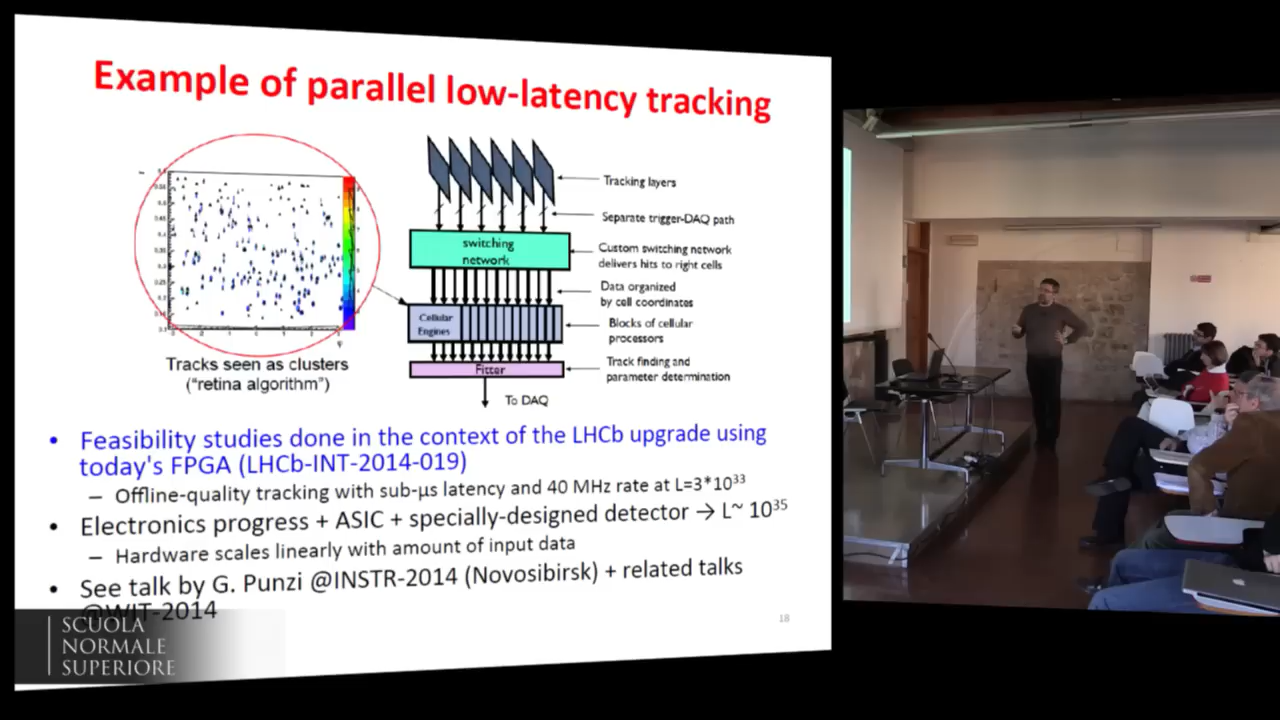 Example of parallel low-latency tracking
Tracking layers
Separate trigger-DAQ path
switching
network
Custom switching network
delivers hits to right cells
Data organized
by cell coordinates
Cellular
Engines
Blocks of cellular
processors
Fitter
Track finding and
parameter determination
To DAQ
Tracks seen as clusters
("retina algorithm")
• Feasibility studies done in the context of the LHCb upgrade using
today's FPGA (LHCb-INT-2014-019)
– Offline-quality tracking with sub-µs latency and 40 MHz rate at L=3*10³³
• Electronics progress + ASIC + specially-designed detector → L~ 10³⁵
– Hardware scales linearly with amount of input data
• See talk by G. Punzi @INSTR-2014 (Novosibirsk) + related talks
@WIT-2014
18
SCUOLA
NORMALE
SUPERIORE